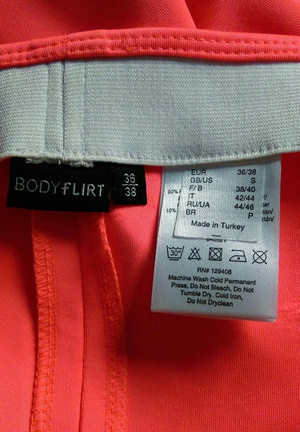 BODYFLIRT
36
38
EUR 36/38
GB/US S
F/B 38/40
IT 42/44
RU/UA 44/46
BR P
Made in Turkey
30°
RN# 129406
Machine Wash Cold Permanent
Press, Do Not Bleach, Do Not
Tumble Dry. Cold Iron,
Do Not Dryclean